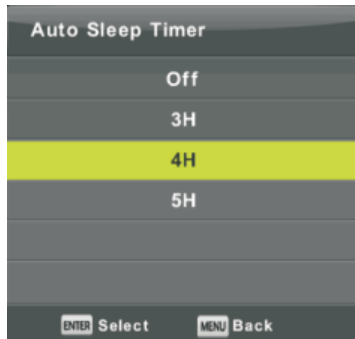 Auto Sleep Timer
Off
3H
4H
5H
ENTER Select MENU Back